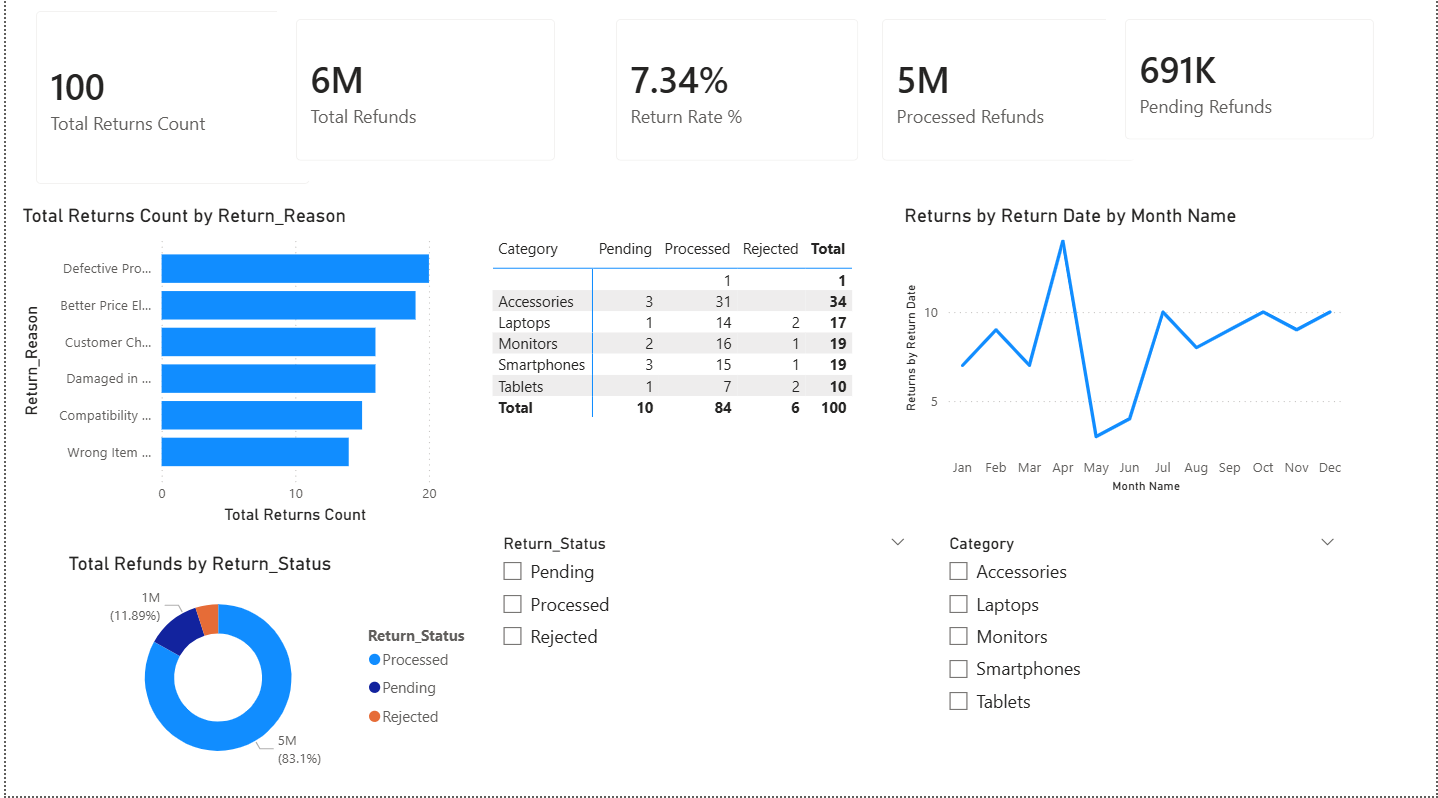 100
Total Returns Count
6M
Total Refunds
7.34%
Return Rate %
5M
Processed Refunds
691K
Pending Refunds
Total Returns Count by Return_Reason
Return_Reason
Defective Pro...
Better Price El...
Customer Ch...
Damaged in ...
Compatibility ...
Wrong Item ...
0 10 20
Total Returns Count
Category Pending Processed Rejected Total
1 1
Accessories 3 31 34
Laptops 1 14 2 17
Monitors 2 16 1 19
Smartphones 3 15 1 19
Tablets 1 7 2 10
Total 10 84 6 100
Returns by Return Date by Month Name
Returns by Return Date
10
5
Jan Feb Mar Apr May Jun Jul Aug Sep Oct Nov Dec
Month Name
Total Refunds by Return_Status
1M
(11.89%)
5M
(83.1%)
Return_Status
Processed
Pending
Rejected
Return_Status
Pending
Processed
Rejected
Category
Accessories
Laptops
Monitors
Smartphones
Tablets